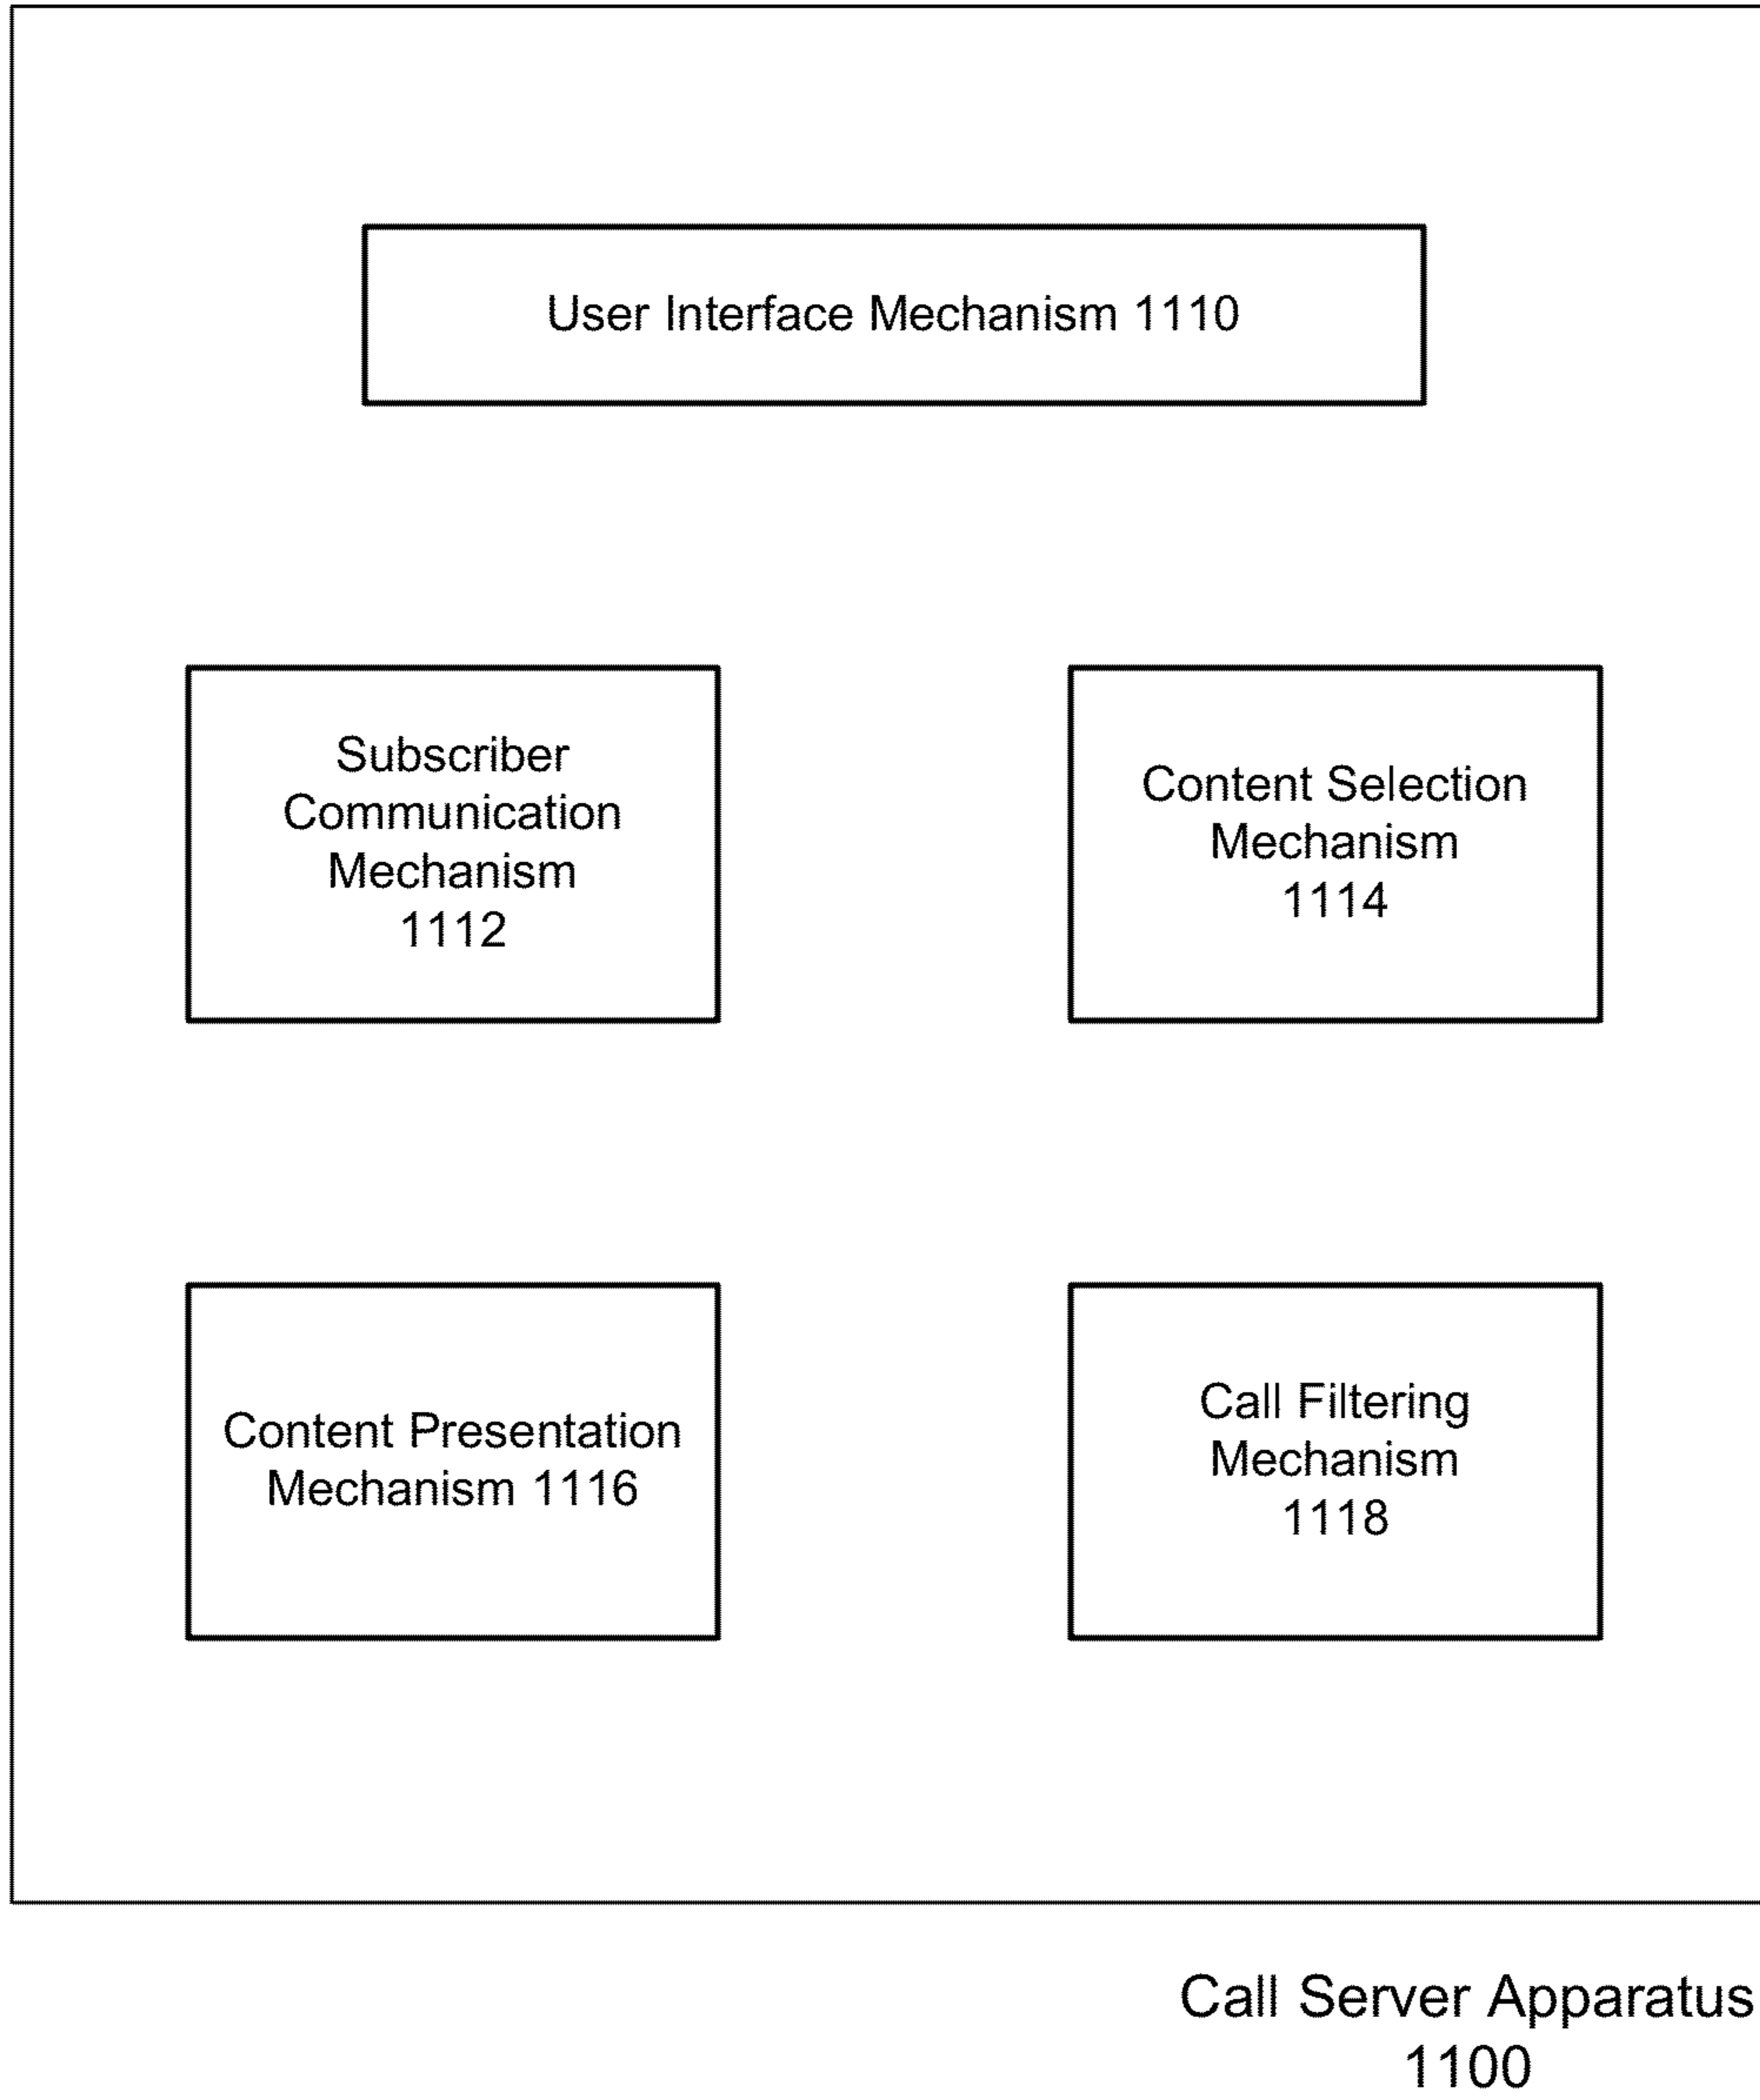 User Interface Mechanism 1110
Subscriber
Communication
Mechanism
1112
Content Selection
Mechanism
1114
Content Presentation
Mechanism 1116
Call Filtering
Mechanism
1118
Call Server Apparatus
1100